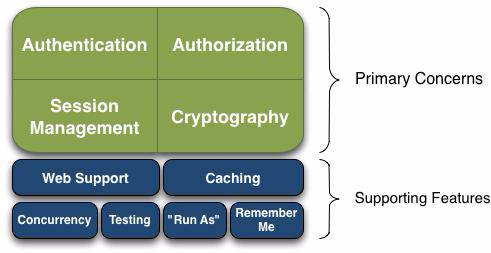 Authentication
Authorization
Session
Management
Cryptography
Primary Concerns
Web Support
Caching
Concurrency
Testing
"Run As"
Remember
Me
Supporting Features